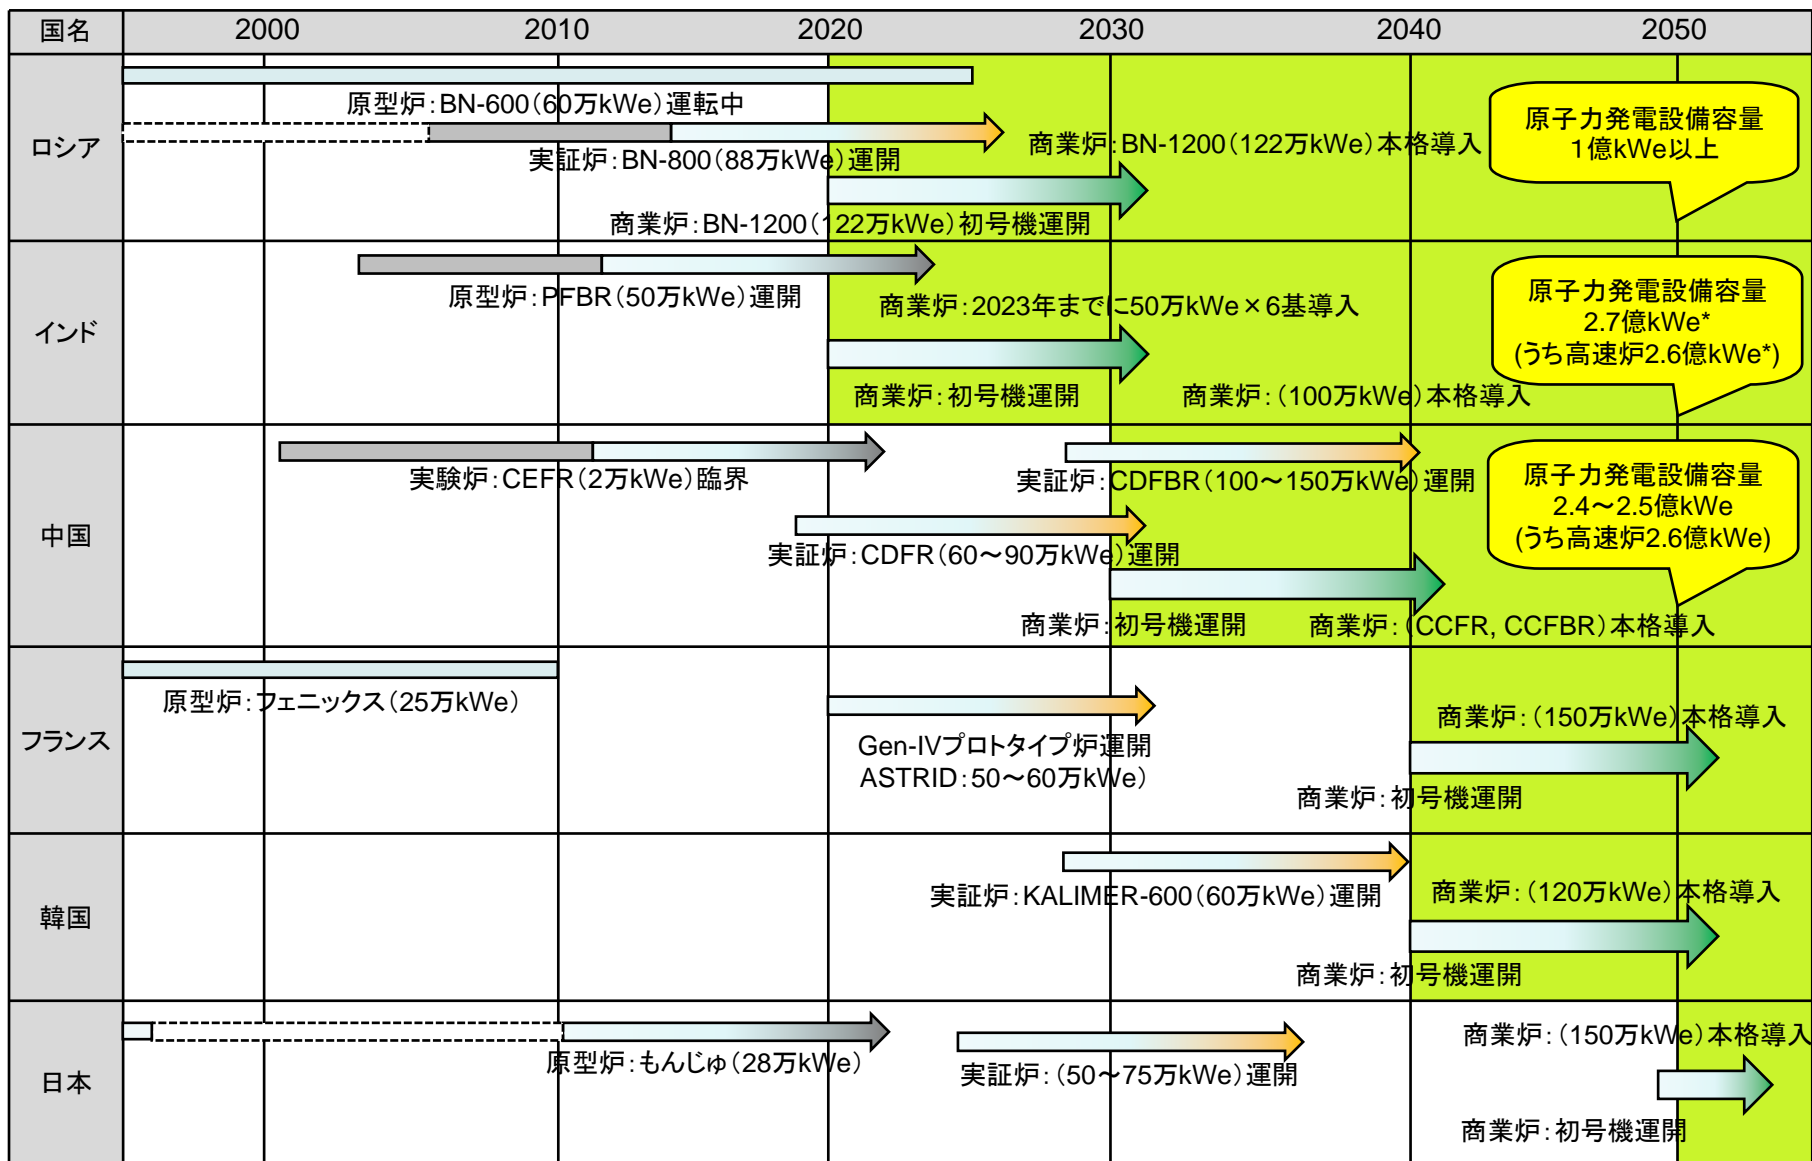 国名
2000
2010
2020
2030
2040
2050
ロシア
原型炉：BN-600（60万kWe）運転中
実証炉：BN-800（88万kWe）運開
商業炉：BN-1200（122万kWe）本格導入
商業炉：BN-1200（122万kWe）初号機運開
原子力発電設備容量
1億kWe以上
インド
原型炉：PFBR（50万kWe）運開
商業炉：2023年までに50万kWe×6基導入
商業炉：初号機運開
商業炉：（100万kWe）本格導入
原子力発電設備容量
2.7億kWe*
(うち高速炉2.6億kWe*)
中国
実験炉：CEFR（2万kWe）臨界
実証炉：CDFBR（100～150万kWe）運開
実証炉：CDFR（60～90万kWe）運開
商業炉：初号機運開
商業炉：（CCFR, CCFBR）本格導入
原子力発電設備容量
2.4～2.5億kWe
(うち高速炉2.6億kWe)
フランス
原型炉：フェニックス（25万kWe）
Gen-IVプロトタイプ炉運開
ASTRID：50～60万kWe）
商業炉：（150万kWe）本格導入
商業炉：初号機運開
韓国
実証炉：KALIMER-600（60万kWe）運開
商業炉：（120万kWe）本格導入
商業炉：初号機運開
日本
原型炉：もんじゅ（28万kWe）
実証炉：（50～75万kWe）運開
商業炉：（150万kWe）本格導入
商業炉：初号機運開